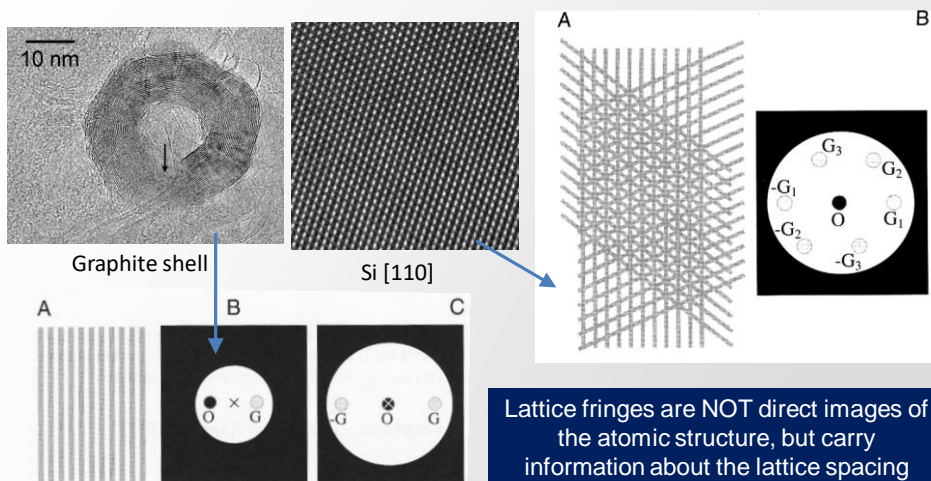 10 nm
Graphite shell
Si [110]
A
B
G3
G2
-G1
O
G1
-G2
-G3
A
B
C
O
×
G
-G
O
G
Lattice fringes are NOT direct images of
the atomic structure, but carry
information about the lattice spacing